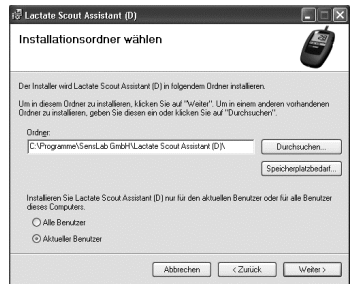 Lactate Scout Assistant (D)
Installationsordner wählen
Der Installer wird Lactate Scout Assistant (D) in folgendem Ordner installieren.
Um in diesem Ordner zu installieren, klicken Sie auf "Weiter". Um in einem anderen vorhandenen
Ordner zu installieren, geben Sie diesen ein oder klicken Sie auf "Durchsuchen".
Ordner:
C:\Programme\SensLab GmbH\Lactate Scout Assistant (D)\
Durchsuchen...
Speicherplatzbedarf...
Installieren Sie Lactate Scout Assistant (D) nur für den aktuellen Benutzer oder für alle Benutzer
dieses Computers.
Alle Benutzer
Aktueller Benutzer
Abbrechen
< Zurück
Weiter >